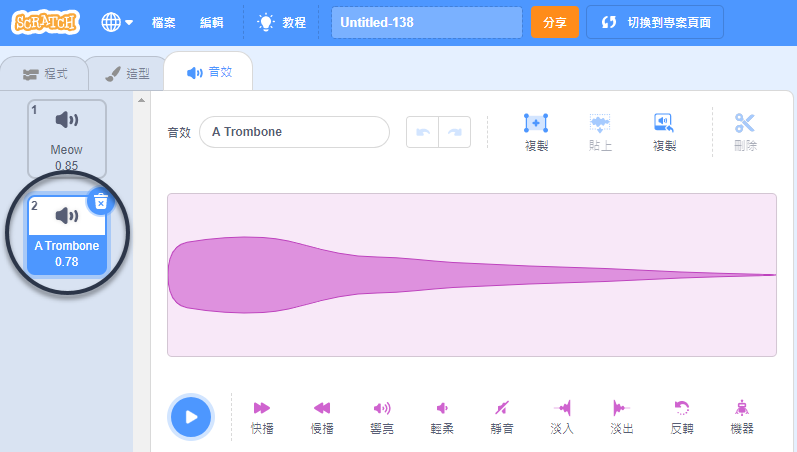 SCRATCH 檔案 編輯 教程 Untitled-138 分享 切換到專案頁面
程式 造型 音效
1
Meow
0.85
2
A Trombone
0.78
音效 A Trombone 複製 貼上 複製 刪除
快播 慢播 響亮 輕柔 靜音 淡入 淡出 反轉 機器